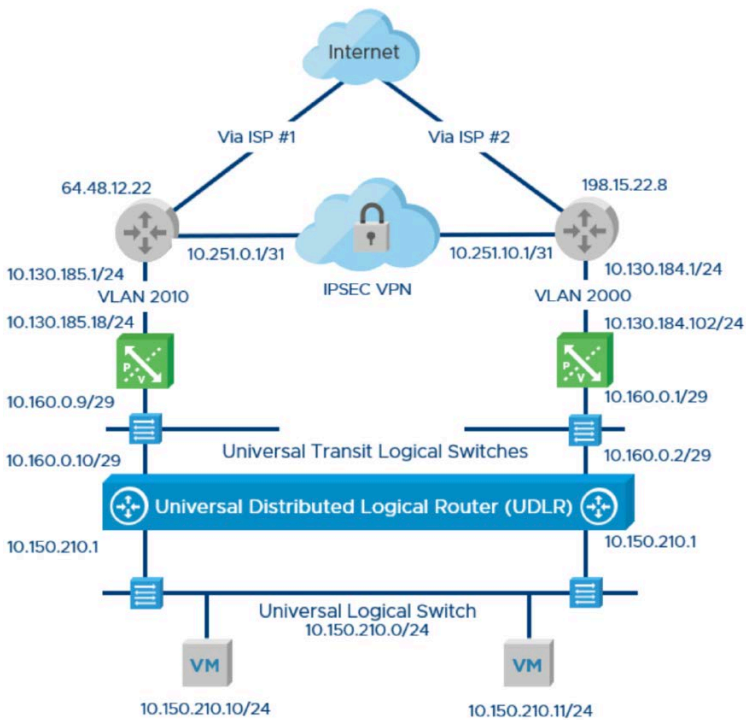 Internet
Via ISP #1
Via ISP #2
64.48.12.22
198.15.22.8
10.251.0.1/31
10.251.10.1/31
IPSEC VPN
10.130.185.1/24
10.130.184.1/24
VLAN 2010
VLAN 2000
10.130.185.18/24
10.130.184.102/24
P V
P V
10.160.0.9/29
10.160.0.1/29
Universal Transit Logical Switches
10.160.0.10/29
10.160.0.2/29
Universal Distributed Logical Router (UDLR)
10.150.210.1
10.150.210.1
Universal Logical Switch
10.150.210.0/24
VM
VM
10.150.210.10/24
10.150.210.11/24